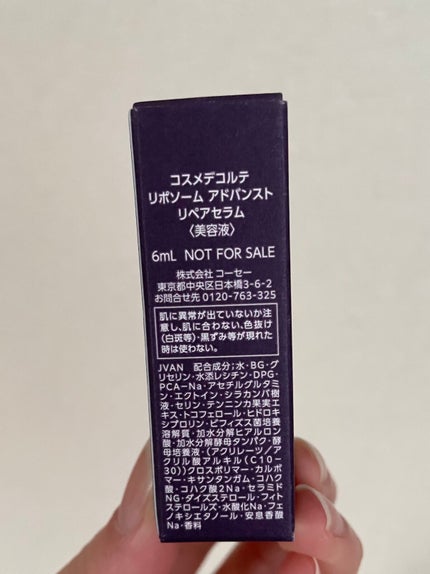 コスメデコルテ
リポソーム アドバンスト
リペアセラム
〈美容液〉
6mL NOT FOR SALE
株式会社 コーセー
東京都中央区日本橋3-6-2
お問合せ先 0120-763-325
肌に異常が出ていないか注
意し、肌に合わない、色抜け
(白斑等)・黒ずみ等が現れた
時は使わない。
JVAN 配合成分;水・BG・グ
リセリン・水添レシチン・DPG・
PCA－Na・アセチルグルタミ
ン・エクトイン・シラカンバ樹
液・セリン・テンニンカ果実エ
キス・トコフェロール・ヒドロキ
シプロリン・ビフィズス菌培養
溶解質・加水分解ヒアルロン
酸・加水分解酵母タンパク・酵
母培養液・(アクリレーツ／ア
クリル酸アルキル(C10－
30))クロスポリマー・カルボ
マー・キサンタンガム・コハク
酸・コハク酸2Na・セラミド
NG・ダイズステロール・フィト
ステロールズ・水酸化Na・フェ
ノキシエタノール・安息香酸
Na・香料